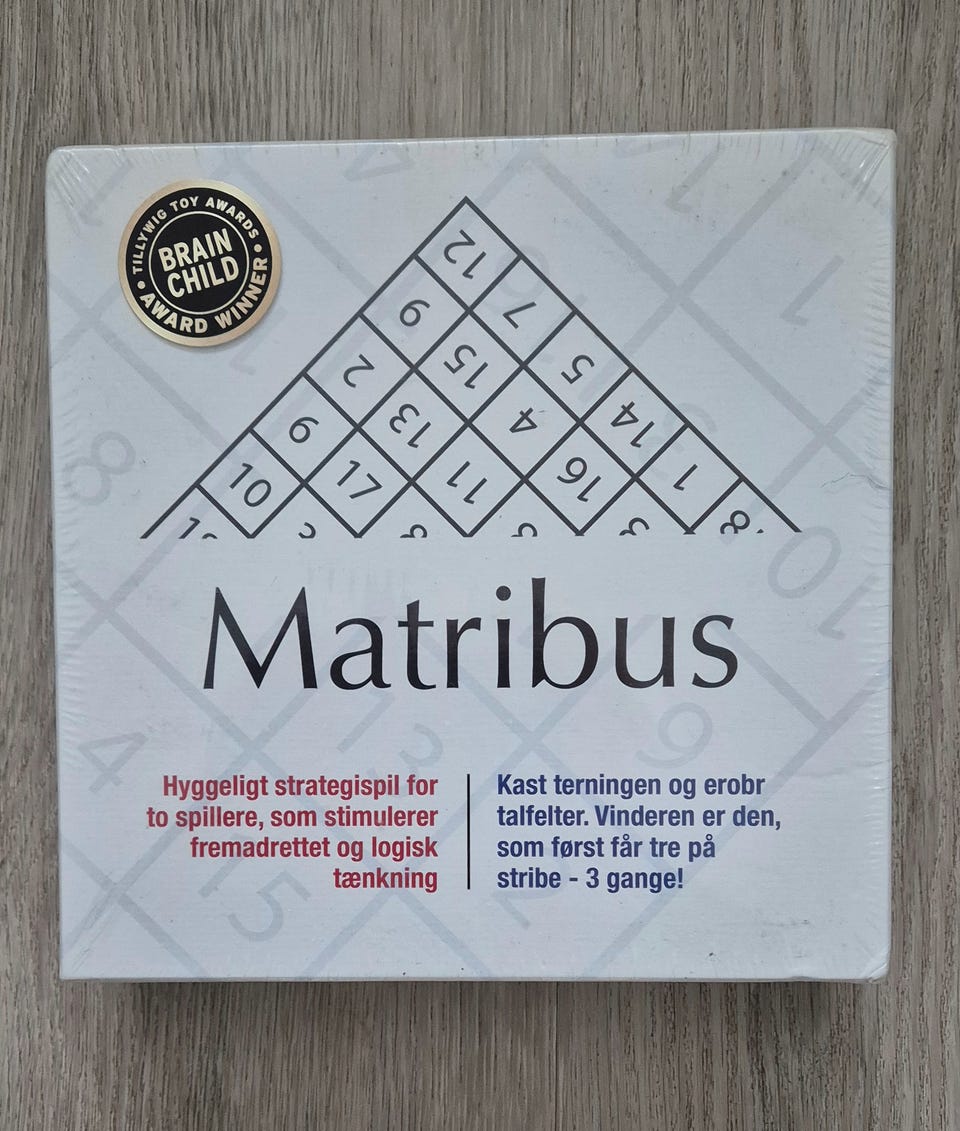 TILLYWIG TOY AWARDS
BRAIN
CHILD
AWARD WINNER
12
9 7
2 15 5
9 13 4 14
10 17 11 16 1
8
Matribus
Hyggeligt strategispil for
to spillere, som stimulerer
fremadrettet og logisk
tænkning
Kast terningen og erobr
talfelter. Vinderen er den,
som først får tre på
stribe - 3 gange!